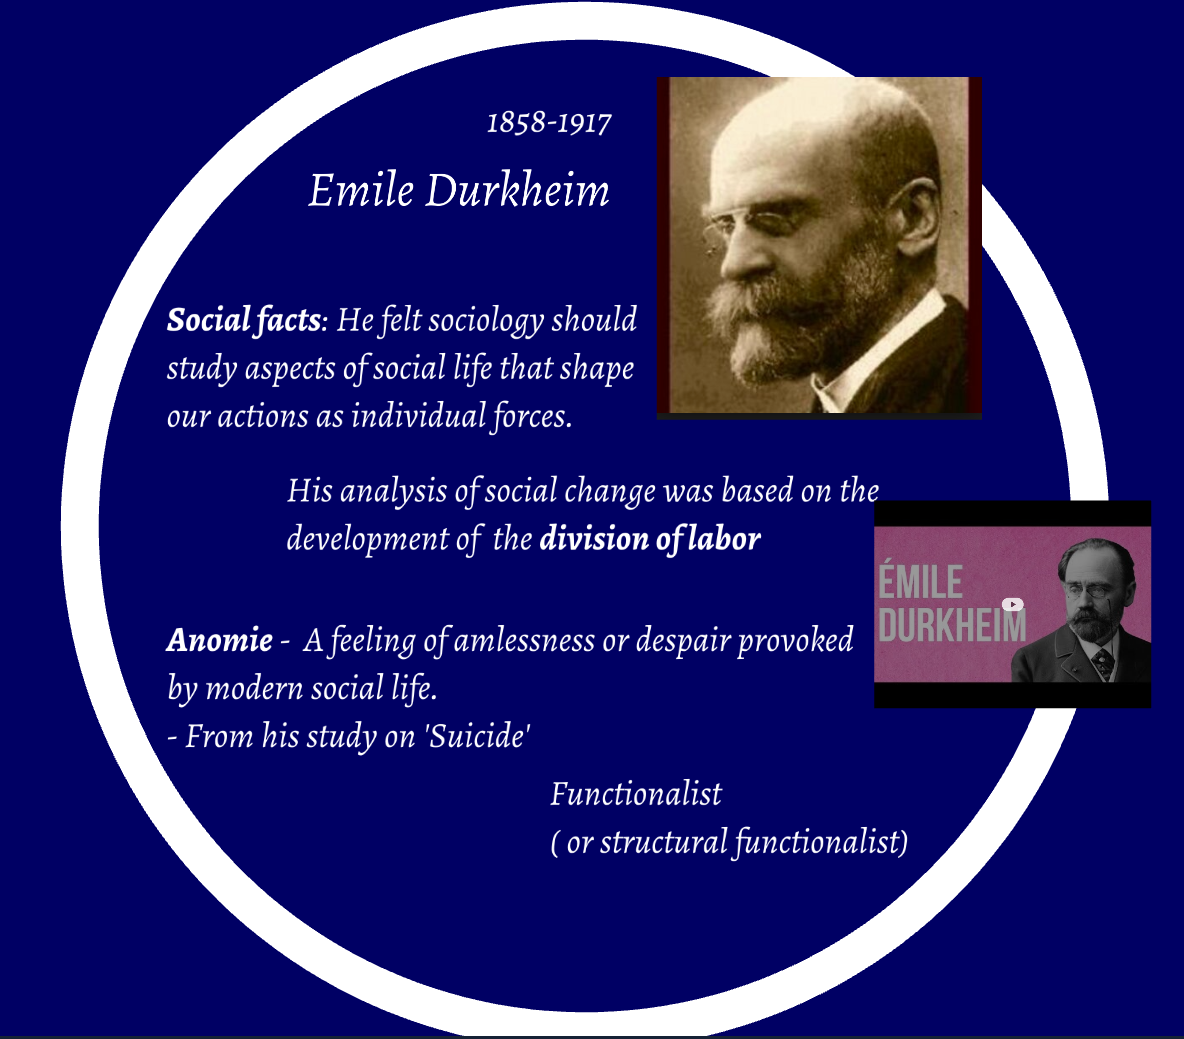 1858-1917
Emile Durkheim
Social facts: He felt sociology should
study aspects of social life that shape
our actions as individual forces.
His analysis of social change was based on the
development of the division of labor
ÉMILE
DURKHEIM
Anomie - A feeling of amlessness or despair provoked
by modern social life.
- From his study on 'Suicide'
Functionalist
( or structural functionalist)